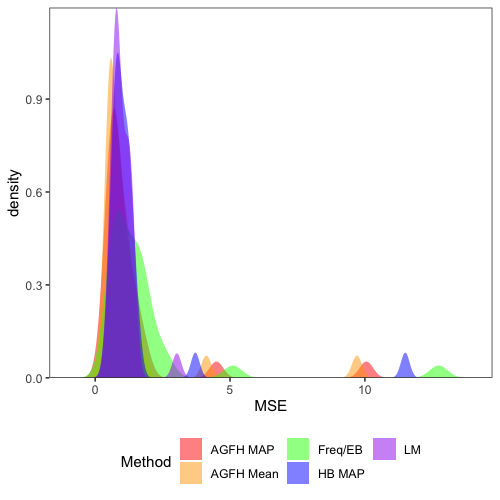 0.9
0.6
0.3
0.0
density
0 5 10
MSE
Method AGFH MAP Freq/EB LM
AGFH Mean HB MAP